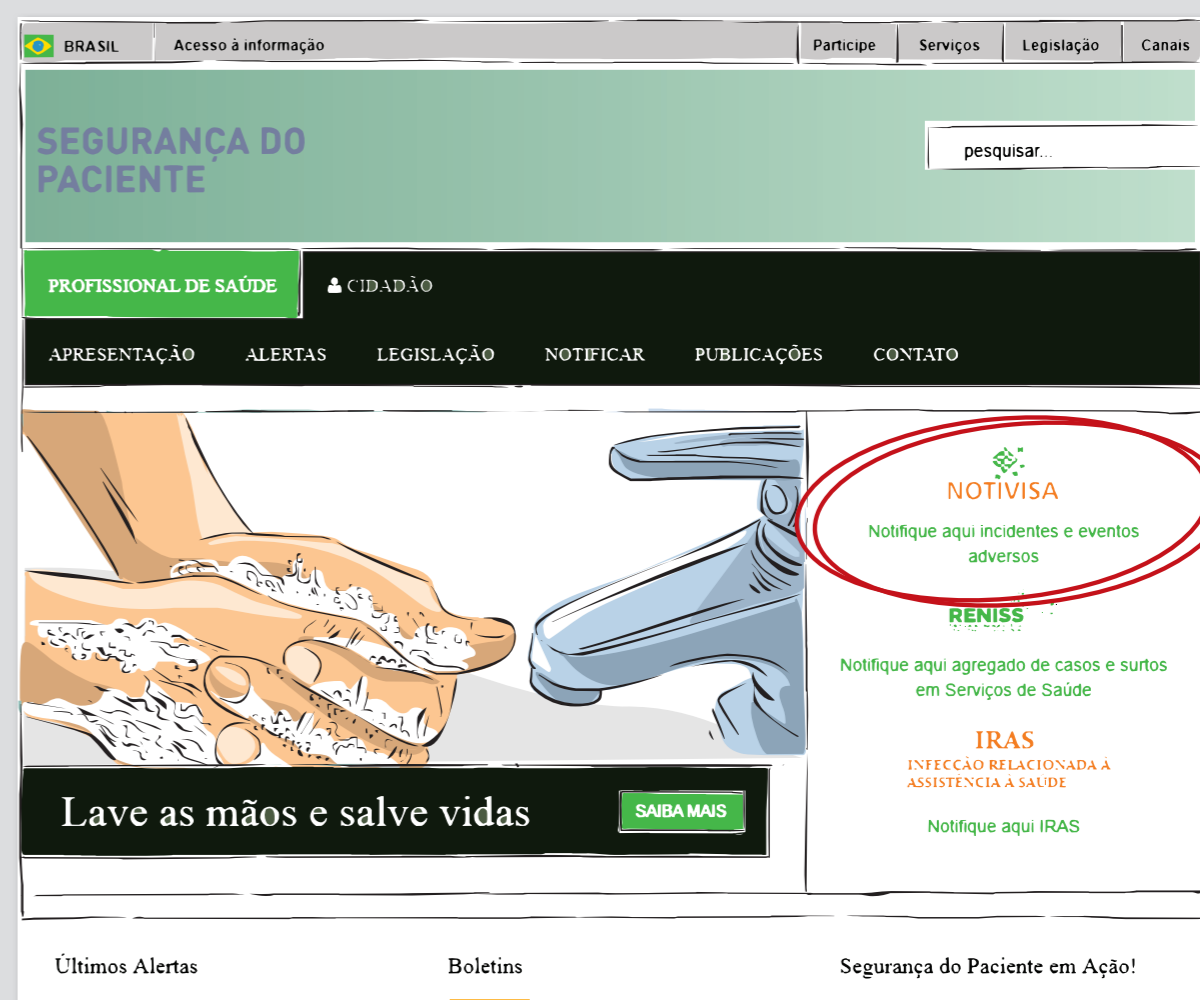 BRASIL
Acesso à informação
Participe
Serviços
Legislação
Canais
SEGURANÇA DO
PACIENTE
pesquisar...
PROFISSIONAL DE SAÚDE
CIDADÃO
APRESENTAÇÃO
ALERTAS
LEGISLAÇÃO
NOTIFICAR
PUBLICAÇÕES
CONTATO
NOTIVISA
Notifique aqui incidentes e eventos
adversos
RENISS
Notifique aqui agregado de casos e surtos
em Serviços de Saúde
IRAS
INFECÇÃO RELACIONADA À
ASSISTÊNCIA À SAÚDE
Notifique aqui IRAS
Lave as mãos e salve vidas
SAIBA MAIS
Últimos Alertas
Boletins
Segurança do Paciente em Ação!